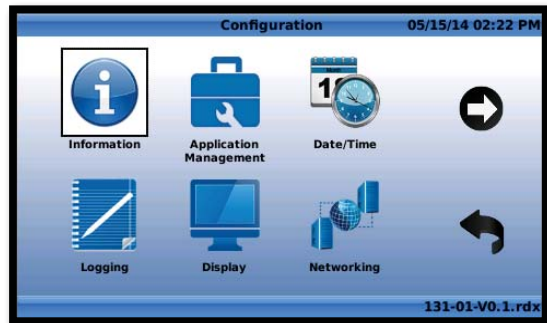 Configuration 05/15/14 02:22 PM
Information
Application
Management
Date/Time
Logging
Display
Networking
131-01-V0.1.rdx